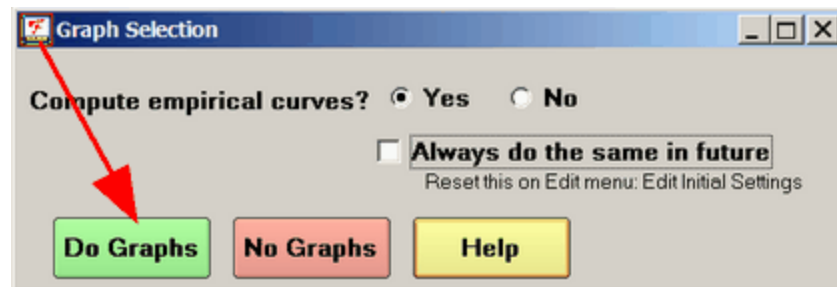 Graph Selection
Compute empirical curves? Yes No
Always do the same in future
Reset this on Edit menu: Edit Initial Settings
Do Graphs No Graphs Help